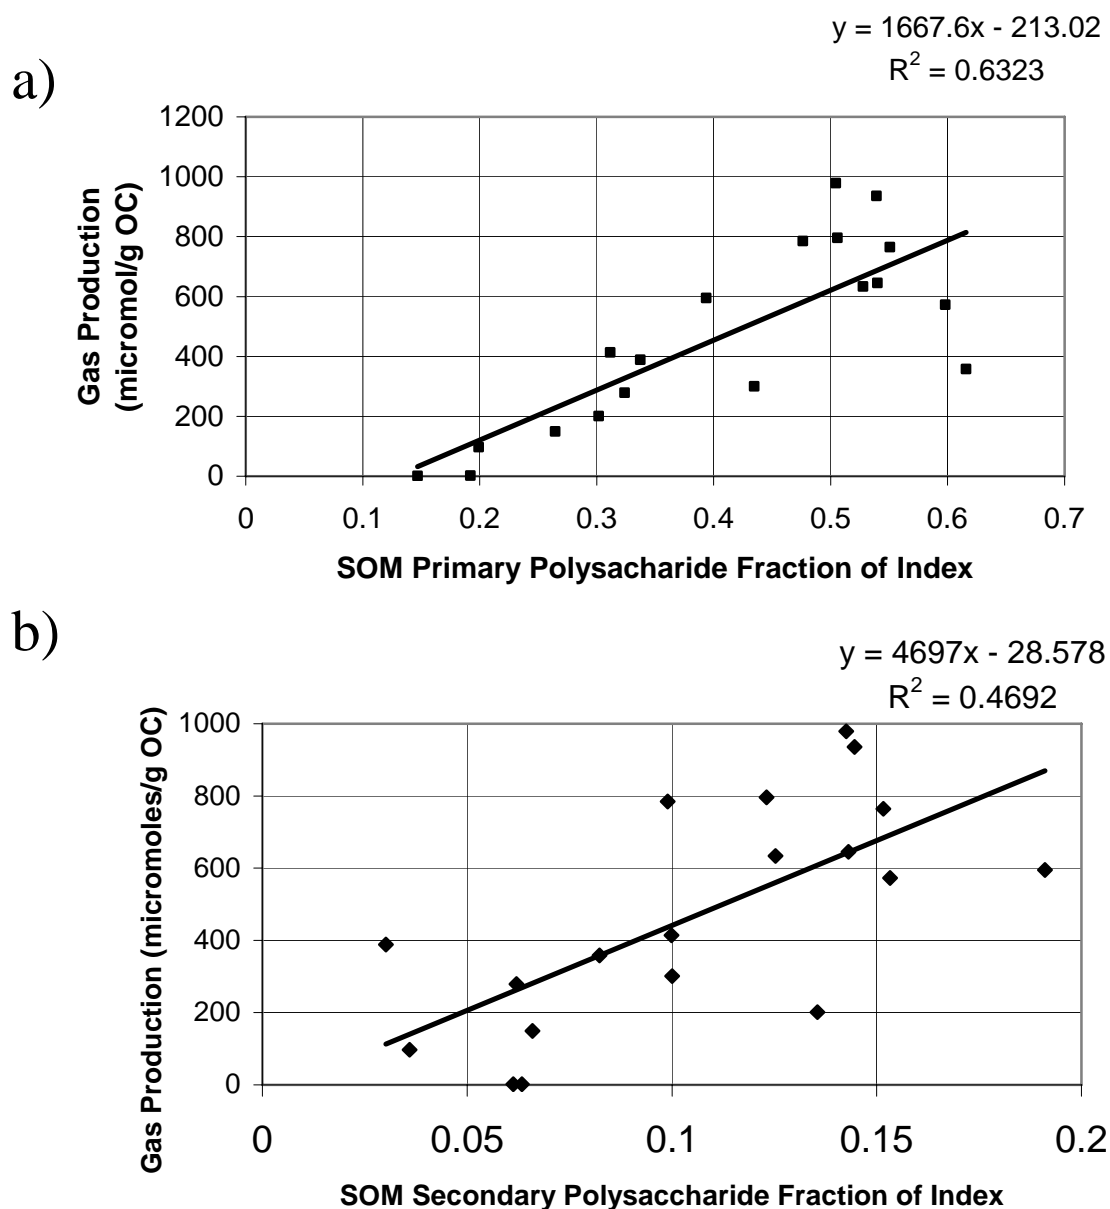 y = 1667.6x - 213.02
R² = 0.6323
a)
1200
1000
800
600
400
200
0
Gas Production
(micromol/g OC)
0 0.1 0.2 0.3 0.4 0.5 0.6 0.7
SOM Primary Polysacharide Fraction of Index
b)
y = 4697x - 28.578
R² = 0.4692
1000
800
600
400
200
0
Gas Production (micromoles/g OC)
0 0.05 0.1 0.15 0.2
SOM Secondary Polysaccharide Fraction of Index